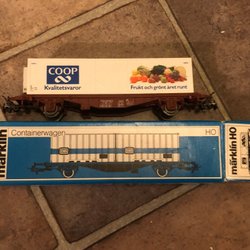 COOP
Kvalitetsvaror
Frukt och grönt året runt
märklin
Containerwagen
HO
märklin HO